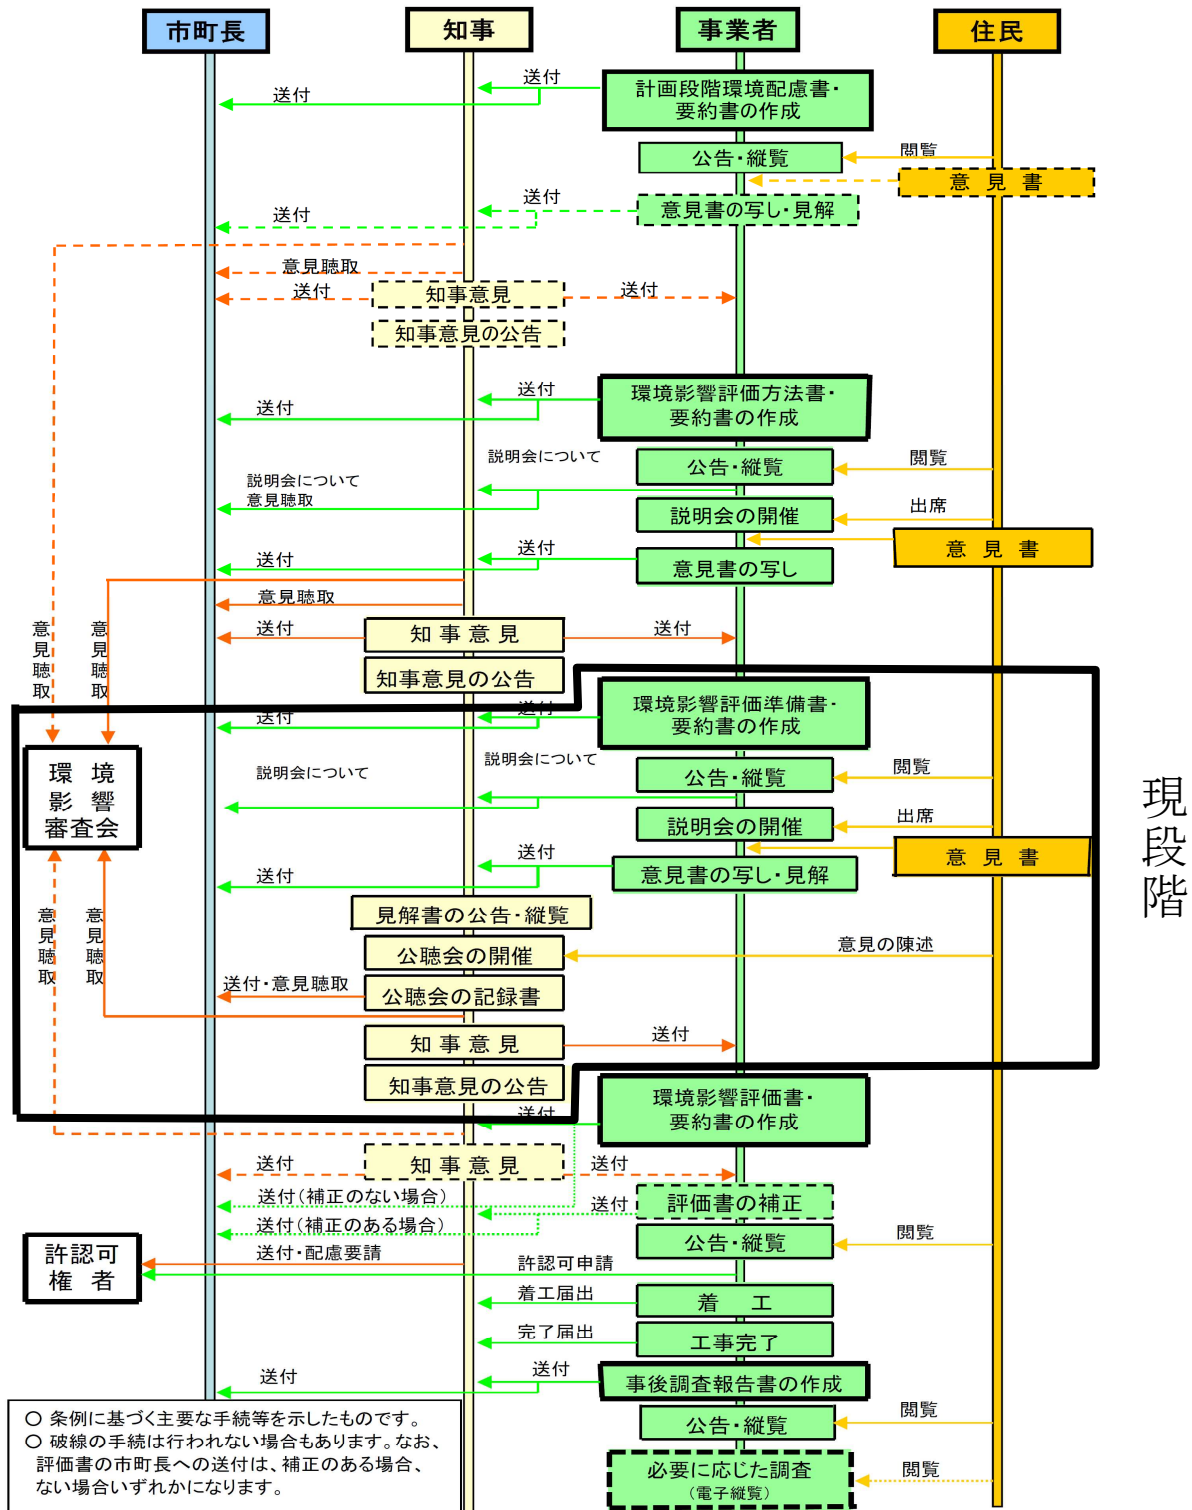 市町長
知事
事業者
住民
送付
送付
計画段階環境配慮書・
要約書の作成
公告・縦覧
閲覧
意 見 書
送付
送付
意見書の写し・見解
意見聴取
送付
知事意見
送付
知事意見の公告
送付
送付
環境影響評価方法書・
要約書の作成
説明会について
公告・縦覧
閲覧
説明会について
意見聴取
説明会の開催
出席
意 見 書
送付
送付
意見書の写し
意見聴取
意見聴取
意見聴取
送付
知 事 意 見
送付
知事意見の公告
環境影響評価準備書・
要約書の作成
送付
送付
環 境
影 響
審査会
説明会について
説明会について
公告・縦覧
閲覧
説明会の開催
出席
意 見 書
現段階
送付
送付
意見書の写し・見解
見解書の公告・縦覧
意見聴取
意見聴取
公聴会の開催
意見の陳述
送付・意見聴取
公聴会の記録書
知 事 意 見
送付
知事意見の公告
環境影響評価書・
要約書の作成
送付
送付
知 事 意 見
送付
送付(補正のない場合)
送付
評価書の補正
送付(補正のある場合)
公告・縦覧
閲覧
許認可
権 者
送付・配慮要請
許認可申請
着工届出
着 工
完了届出
工事完了
送付
送付
事後調査報告書の作成
公告・縦覧
閲覧
必要に応じた調査
(電子縦覧)
閲覧
○ 条例に基づく主要な手続等を示したものです。
○ 破線の手続は行われない場合もあります。なお、
評価書の市町長への送付は、補正のある場合、
ない場合いずれかになります。